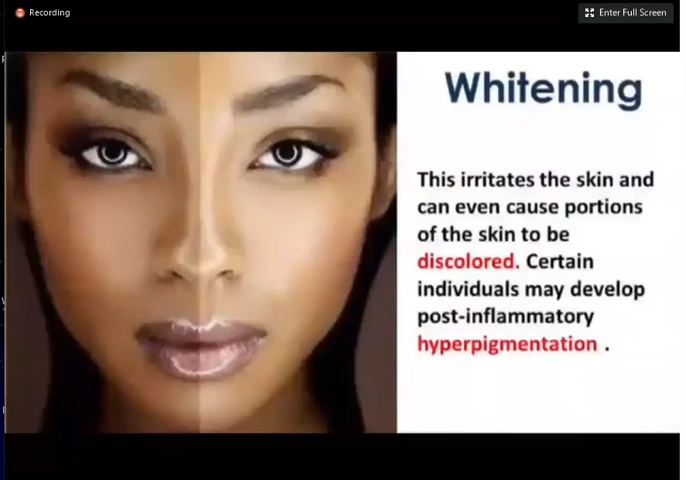 Recording
Enter Full Screen
Whitening
This irritates the skin and
can even cause portions
of the skin to be
discolored. Certain
individuals may develop
post-inflammatory
hyperpigmentation .